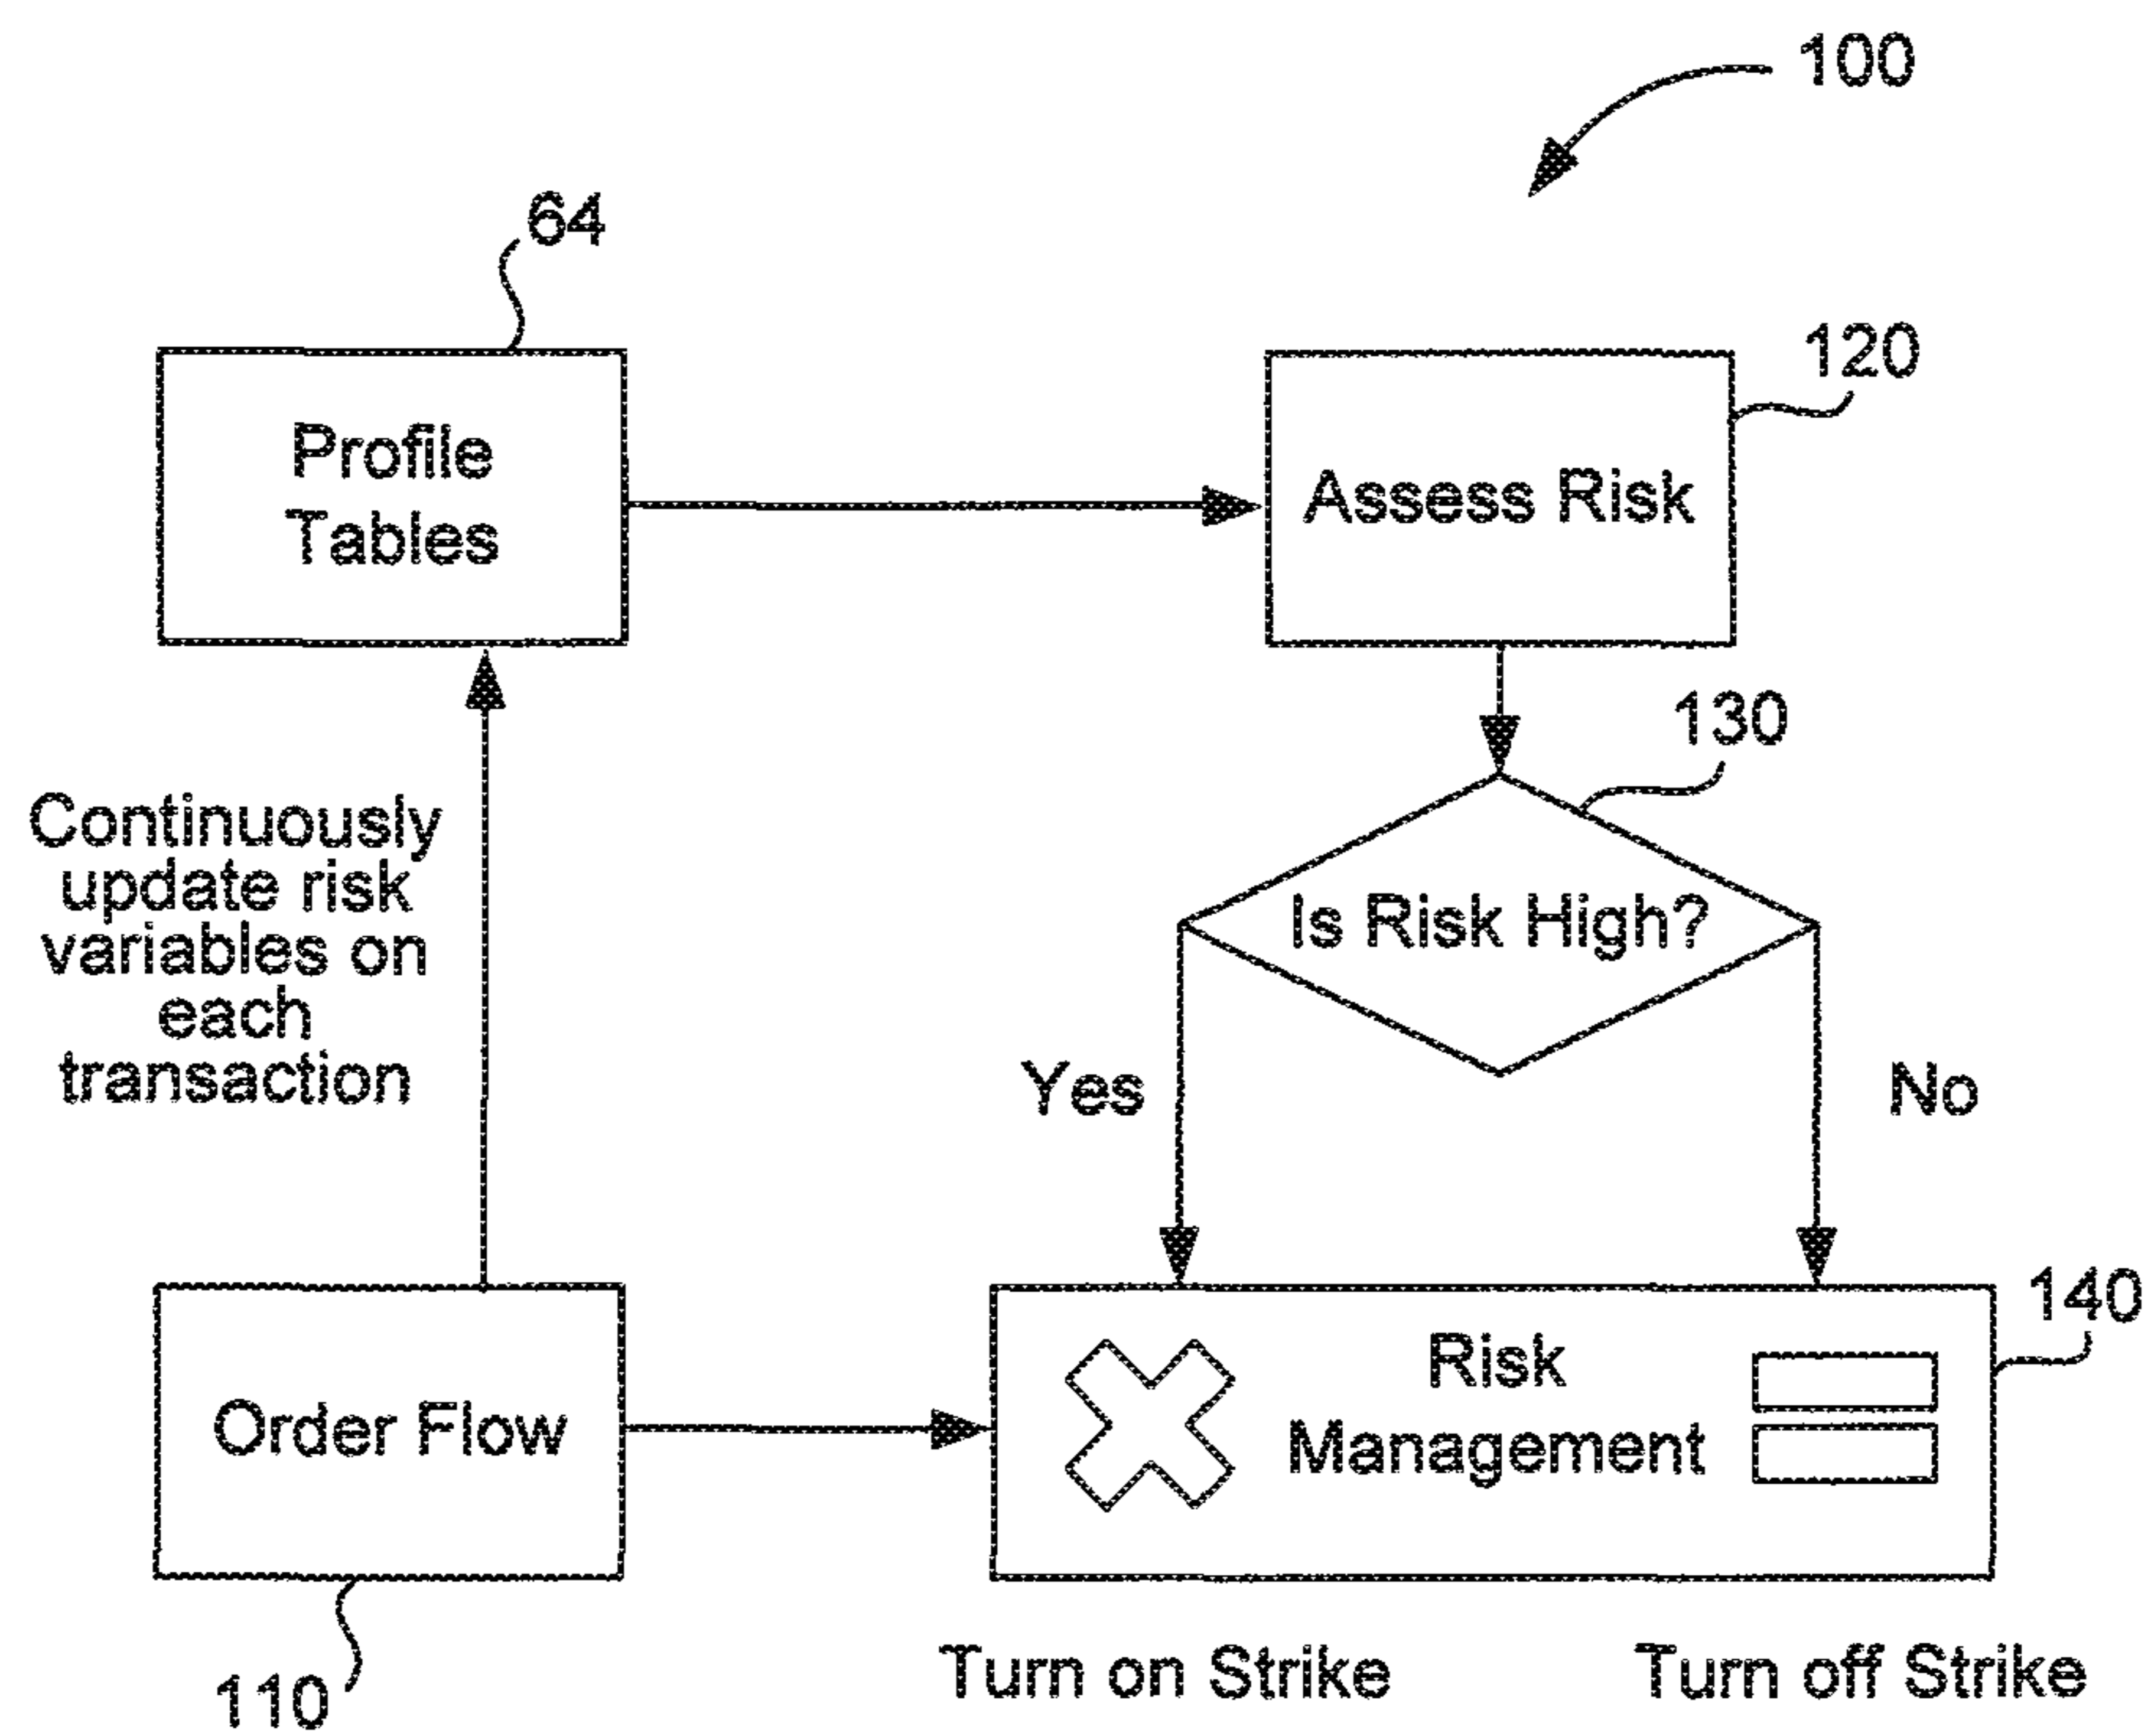 100
64
120
Profile
Tables
Assess Risk
130
Continuously
update risk
variables on
each
transaction
Is Risk High?
Yes
No
140
Order Flow
Risk
Management
110
Turn on Strike
Turn off Strike